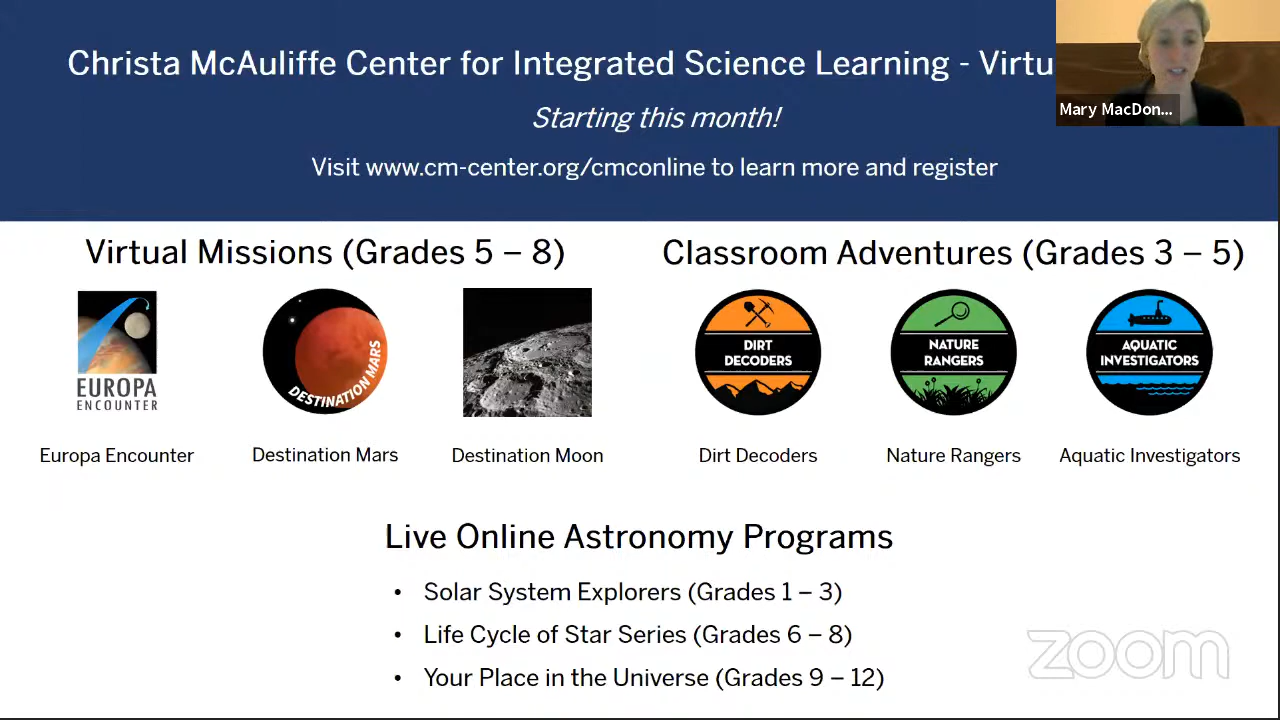 Christa McAuliffe Center for Integrated Science Learning - Virtu
Mary MacDon...
Starting this month!
Visit www.cm-center.org/cmconline to learn more and register
Virtual Missions (Grades 5 – 8)
Classroom Adventures (Grades 3 – 5)
EUROPA
ENCOUNTER
DESTINATION MARS
DIRT
DECODERS
NATURE
RANGERS
AQUATIC
INVESTIGATORS
Europa Encounter
Destination Mars
Destination Moon
Dirt Decoders
Nature Rangers
Aquatic Investigators
Live Online Astronomy Programs
• Solar System Explorers (Grades 1 – 3)
• Life Cycle of Star Series (Grades 6 – 8)
• Your Place in the Universe (Grades 9 – 12)
zoom